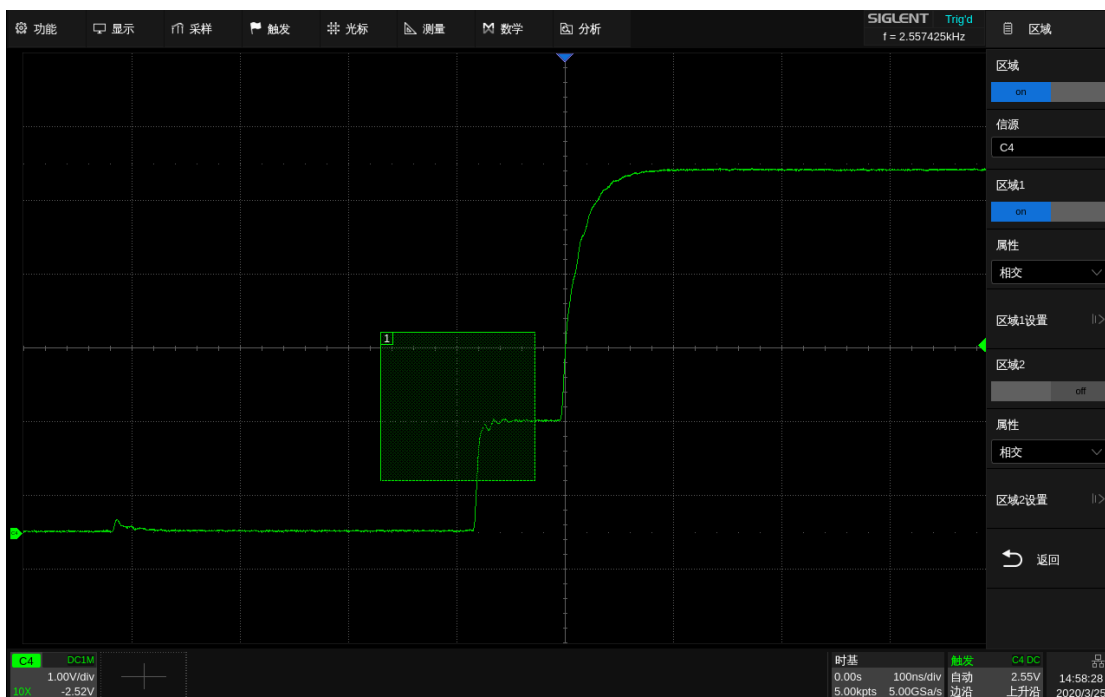 功能 显示 采样 触发 光标 测量 数学 分析
SIGLENT Trig'd
f = 2.557425kHz
区域
区域
on
信源
C4
区域1
on
属性
相交
区域1设置
区域2
off
属性
相交
区域2设置
返回
1
C4 DC1M
1.00V/div
10X -2.52V
时基
0.00s 100ns/div
5.00kpts 5.00GSa/s
触发 C4 DC
自动 2.55V
边沿 上升沿
14:58:28